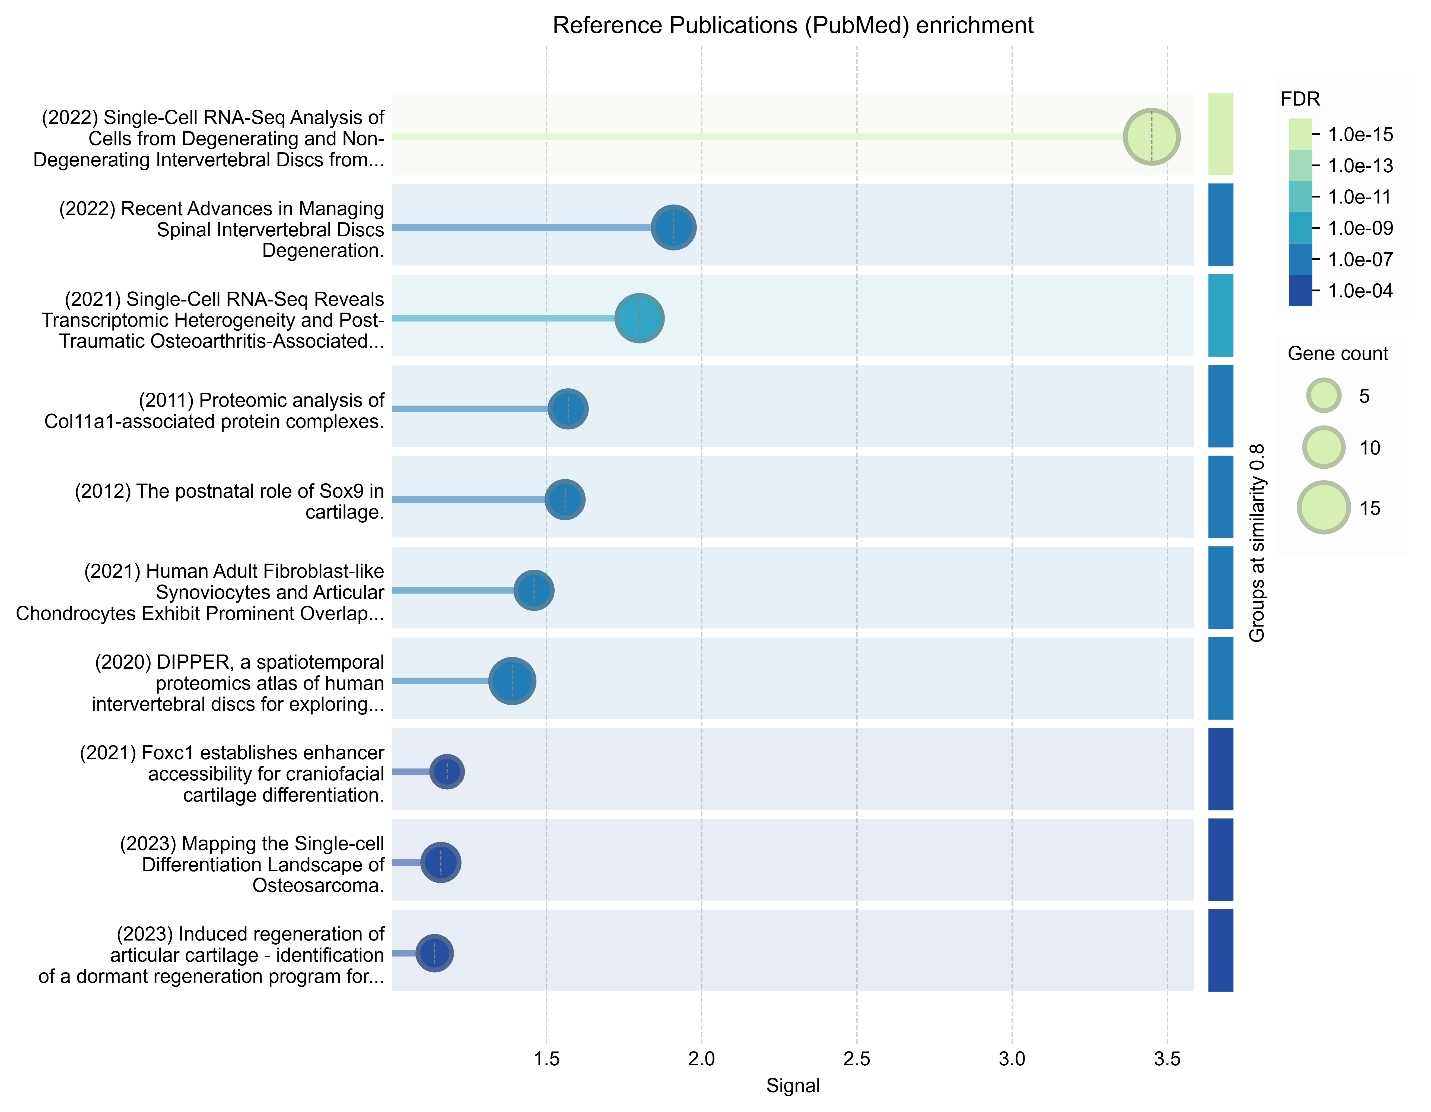 Reference Publications (PubMed) enrichment
(2022) Single-Cell RNA-Seq Analysis of
Cells from Degenerating and Non-
Degenerating Intervertebral Discs from...
(2022) Recent Advances in Managing
Spinal Intervertebral Discs
Degeneration.
(2021) Single-Cell RNA-Seq Reveals
Transcriptomic Heterogeneity and Post-
Traumatic Osteoarthritis-Associated...
(2011) Proteomic analysis of
Col11a1-associated protein complexes.
(2012) The postnatal role of Sox9 in
cartilage.
(2021) Human Adult Fibroblast-like
Synoviocytes and Articular
Chondrocytes Exhibit Prominent Overlap...
(2020) DIPPER, a spatiotemporal
proteomics atlas of human
intervertebral discs for exploring...
(2021) Foxc1 establishes enhancer
accessibility for craniofacial
cartilage differentiation.
(2023) Mapping the Single-cell
Differentiation Landscape of
Osteosarcoma.
(2023) Induced regeneration of
articular cartilage - identification
of a dormant regeneration program for...
1.5 2.0 2.5 3.0 3.5
Signal
Groups at similarity 0.8
FDR
1.0e-15
1.0e-13
1.0e-11
1.0e-09
1.0e-07
1.0e-04
Gene count
5
10
15